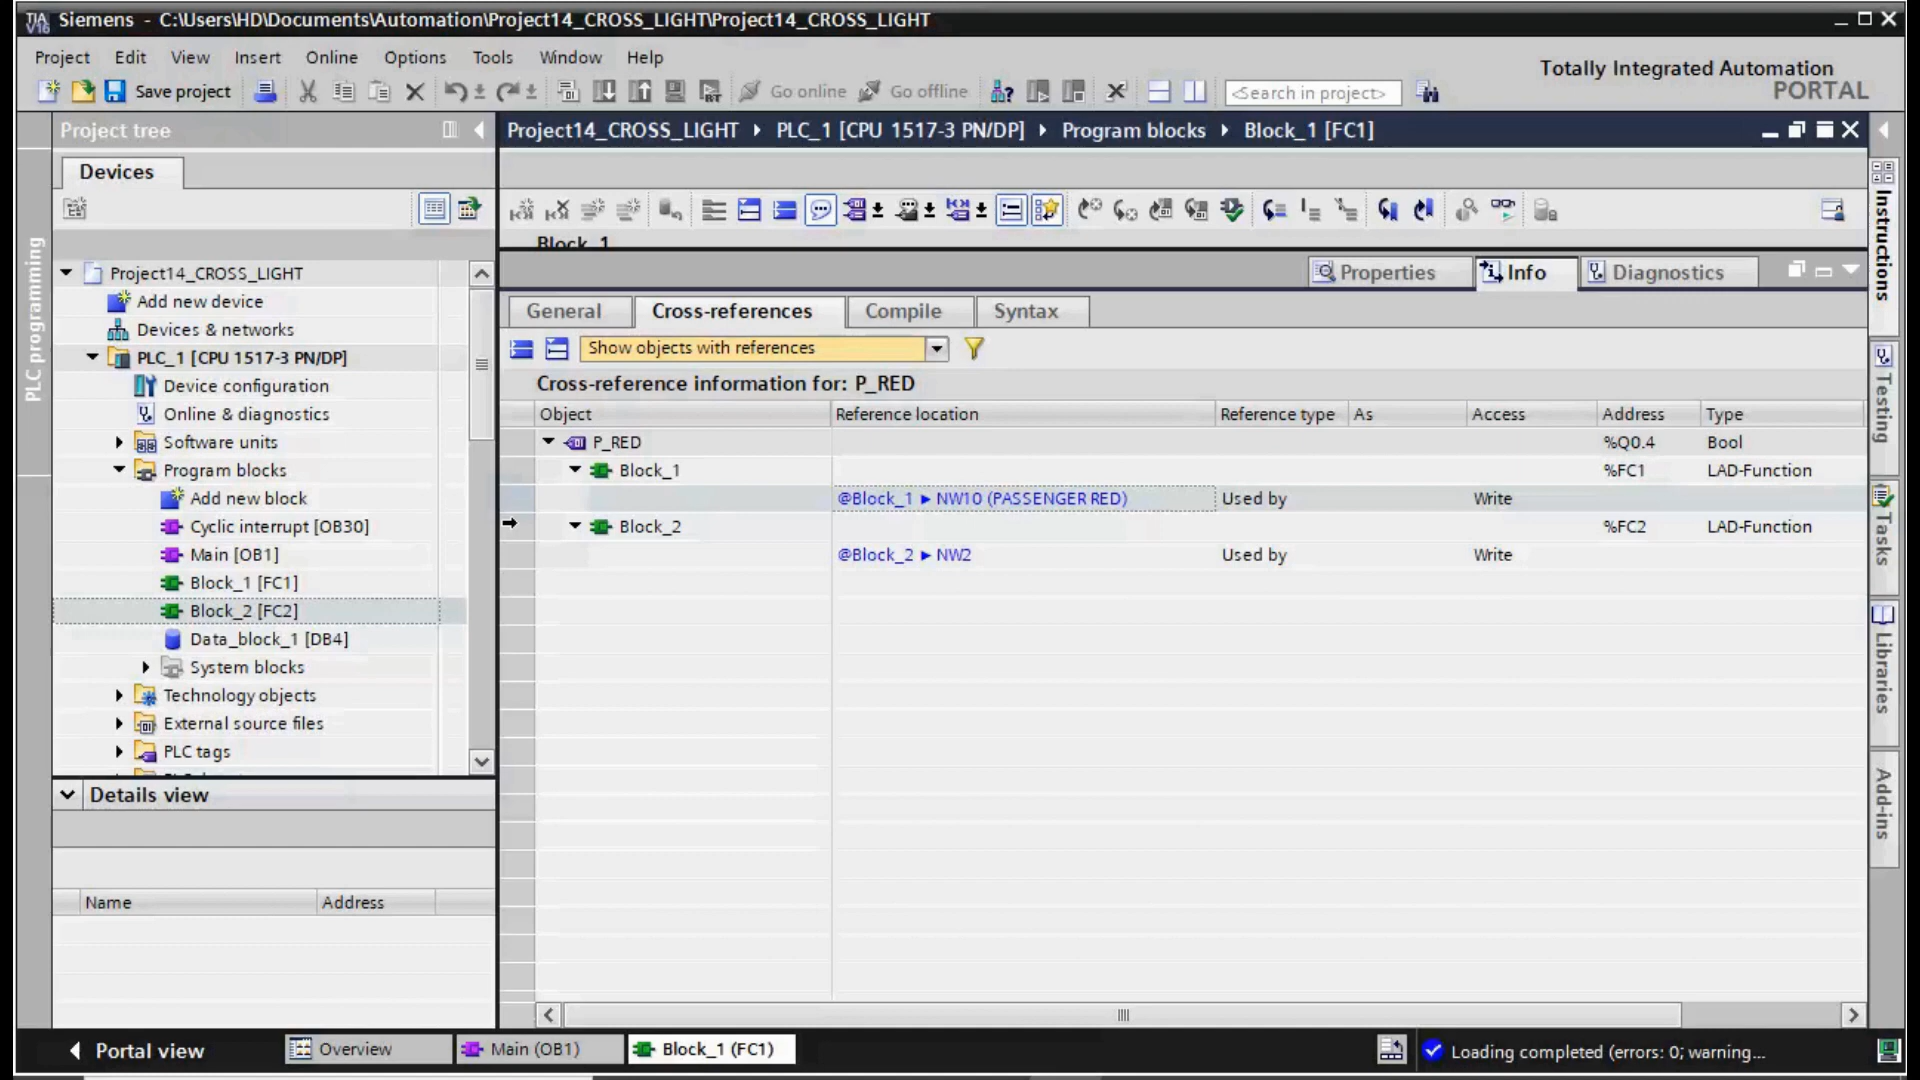 TIA V16 Siemens - C:\Users\HD\Documents\Automation\Project14_CROSS_LIGHT\Project14_CROSS_LIGHT
Project Edit View Insert Online Options Tools Window Help
Totally Integrated Automation
PORTAL
Save project Go online Go offline <Search in project>
Project tree
Project14_CROSS_LIGHT PLC_1 [CPU 1517-3 PN/DP] Program blocks Block_1 [FC1]
Devices
Block_1
PLC programming
Project14_CROSS_LIGHT
Add new device
Devices & networks
PLC_1 [CPU 1517-3 PN/DP]
Device configuration
Online & diagnostics
Software units
Program blocks
Add new block
Cyclic interrupt [OB30]
Main [OB1]
Block_1 [FC1]
Block_2 [FC2]
Data_block_1 [DB4]
System blocks
Technology objects
External source files
PLC tags
Details view
Name Address
Properties Info Diagnostics
General Cross-references Compile Syntax
Show objects with references
Cross-reference information for: P_RED
Object Reference location Reference type As Access Address Type
P_RED %Q0.4 Bool
Block_1 %FC1 LAD-Function
@Block_1 ▶ NW10 (PASSENGER RED) Used by Write
Block_2 %FC2 LAD-Function
@Block_2 ▶ NW2 Used by Write
Instructions
Testing
Tasks
Libraries
Add-ins
Portal view Overview Main (OB1) Block_1 (FC1) Loading completed (errors: 0; warning...